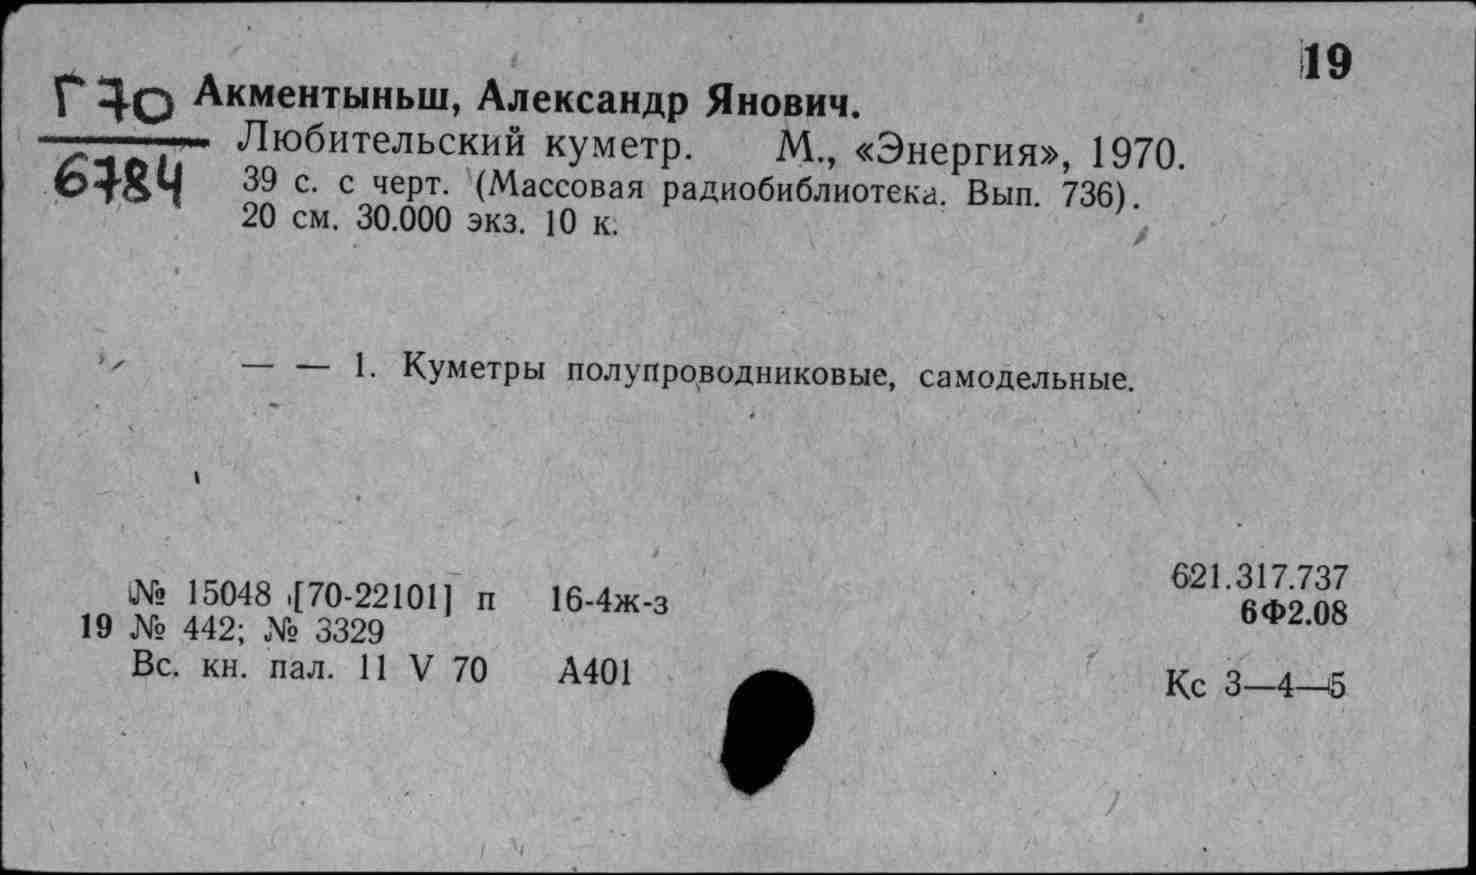 19
Г70 Акментыньш, Александр Янович.
6784 Любительский куметр. М., «Энергия», 1970.
39 с. с черт. (Массовая радиобиблиотека. Вып. 736).
20 см. 30.000 экз. 10 к.
— — 1. Куметры полупроводниковые, самодельные.
№ 15048 [70-22101] п 16-4ж-з
19 № 442; № 3329
Вс. кн. пал. 11 V 70 А401
621.317.737
6Ф2.08
Кс 3—4—5